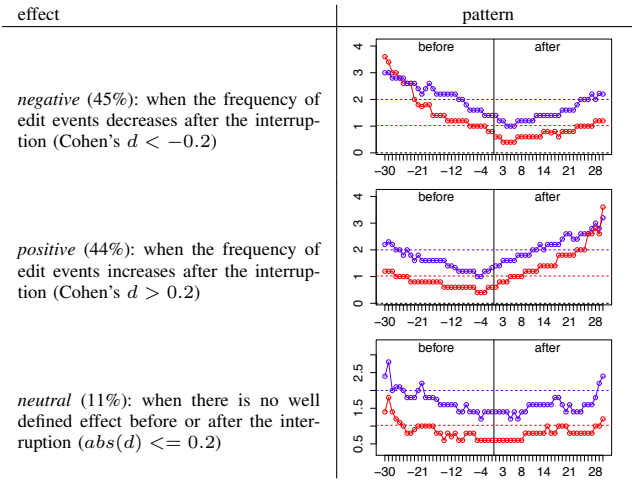 effect pattern
negative (45%): when the frequency of
edit events decreases after the interrup-
tion (Cohen's d < −0.2)
before after
4
3
2
1
0
−30 −21 −12 −4 3 8 14 21 28
positive (44%): when the frequency of
edit events increases after the interrup-
tion (Cohen's d > 0.2)
before after
4
3
2
1
0
−30 −21 −12 −4 3 8 14 21 28
neutral (11%): when there is no well
defined effect before or after the inter-
ruption (abs(d) <= 0.2)
before after
2.5
1.5
0.5
−30 −21 −12 −4 3 8 14 21 28